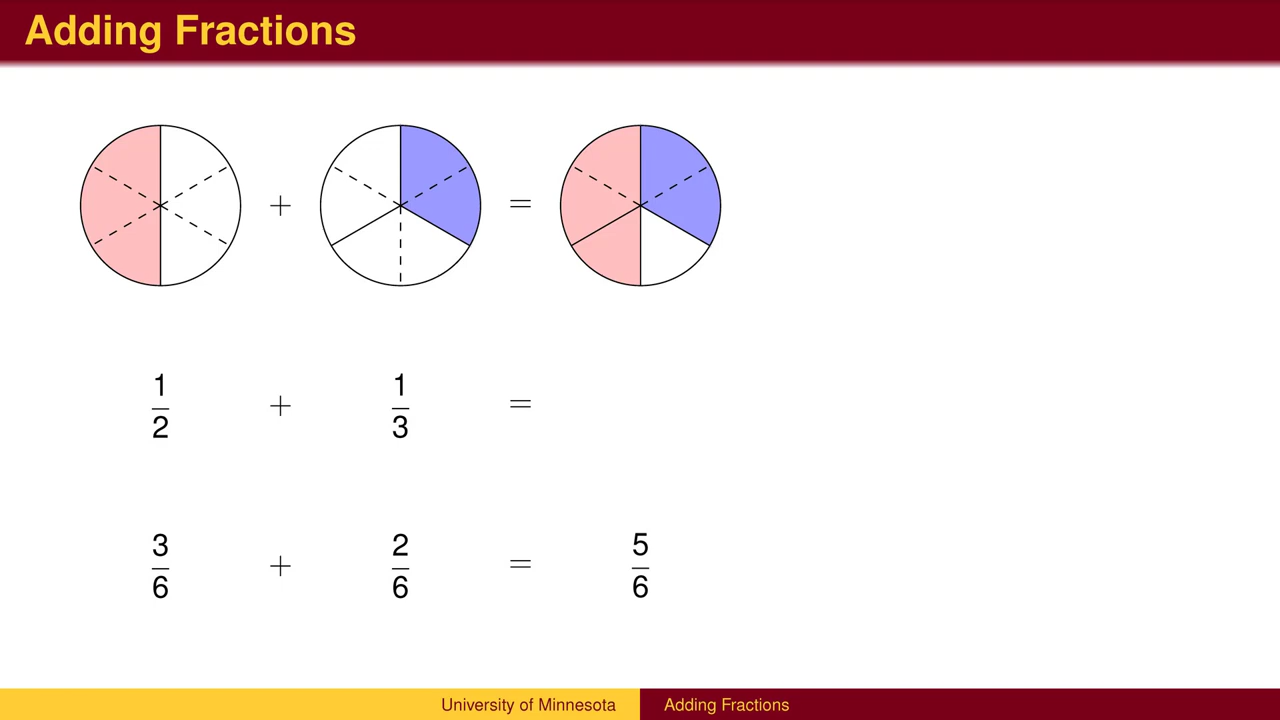 Adding Fractions
+ =
1/2 + 1/3 =
3/6 + 2/6 = 5/6
University of Minnesota Adding Fractions